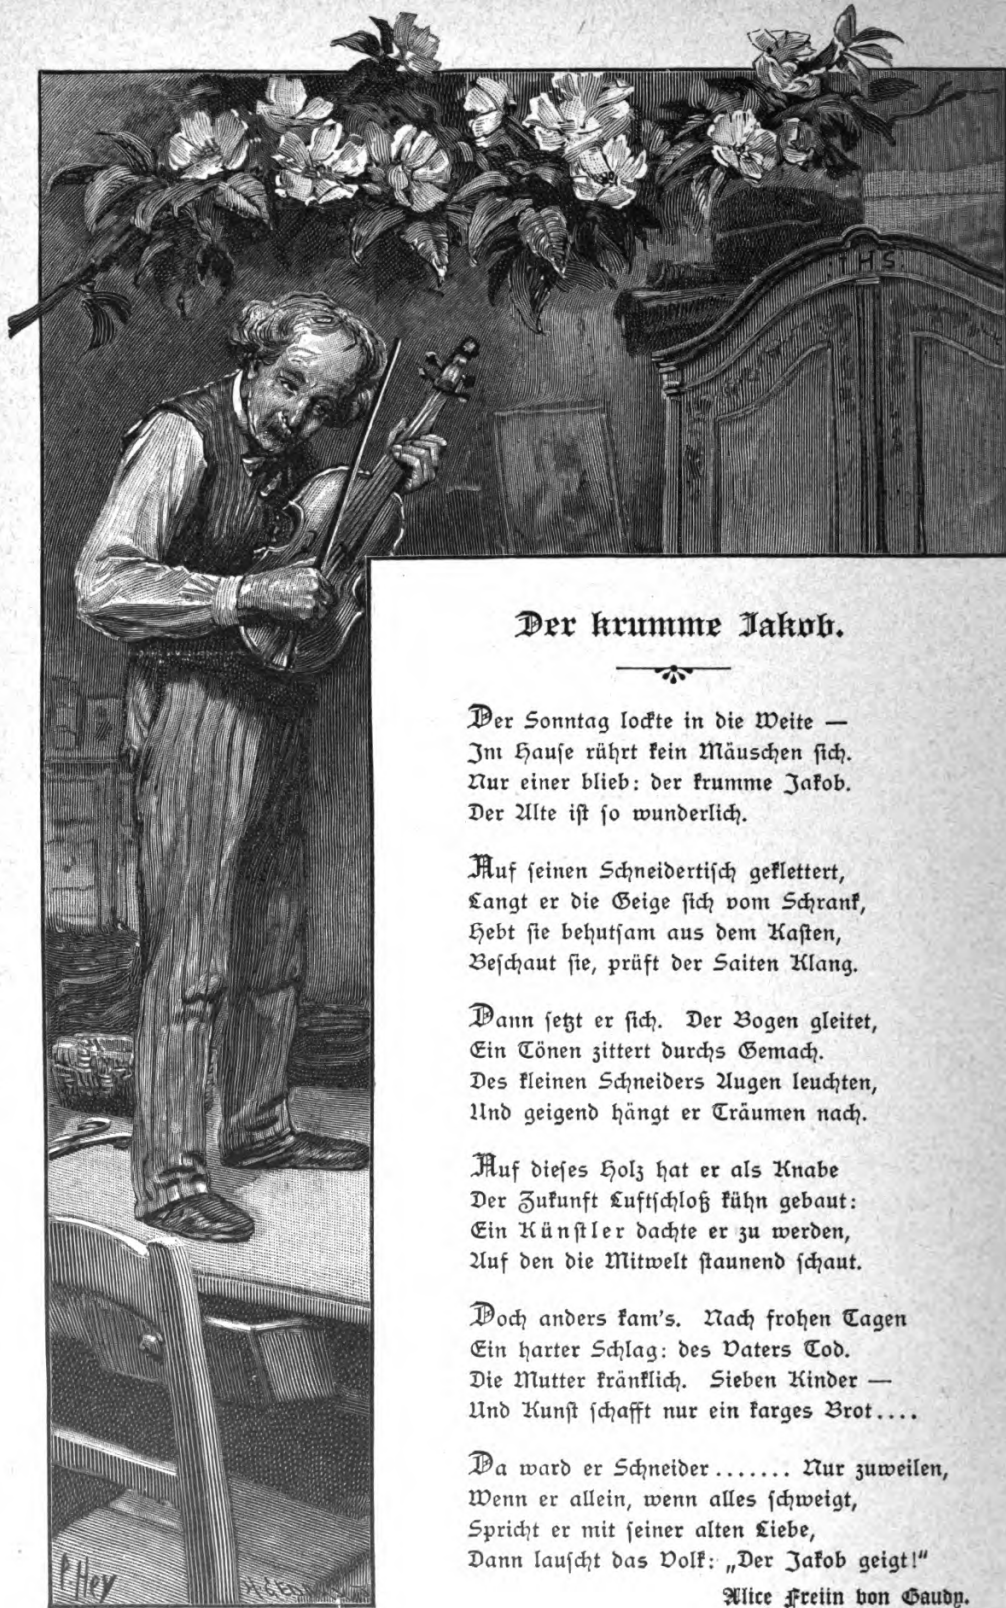 I H S
Der krumme Jakob.
Der Sonntag lockte in die Weite —
Im Hause rührt kein Mäuschen sich.
Nur einer blieb: der krumme Jakob.
Der Alte ist so wunderlich.
Auf seinen Schneidertisch geklettert,
Langt er die Geige sich vom Schrank,
Hebt sie behutsam aus dem Kasten,
Beschaut sie, prüft der Saiten Klang.
Dann setzt er sich. Der Bogen gleitet,
Ein Tönen zittert durchs Gemach.
Des kleinen Schneiders Augen leuchten,
Und geigend hängt er Träumen nach.
Auf dieses Holz hat er als Knabe
Der Zukunft Luftschloß kühn gebaut:
Ein Künstler dachte er zu werden,
Auf den die Mitwelt staunend schaut.
Doch anders kam's. Nach frohen Tagen
Ein harter Schlag: des Vaters Tod.
Die Mutter kränklich. Sieben Kinder —
Und Kunst schafft nur ein karges Brot....
Da ward er Schneider....... Nur zuweilen,
Wenn er allein, wenn alles schweigt,
Spricht er mit seiner alten Liebe,
Dann lauscht das Volk: „Der Jakob geigt!"
Alice Freiin von Gaudy.
P. Hey